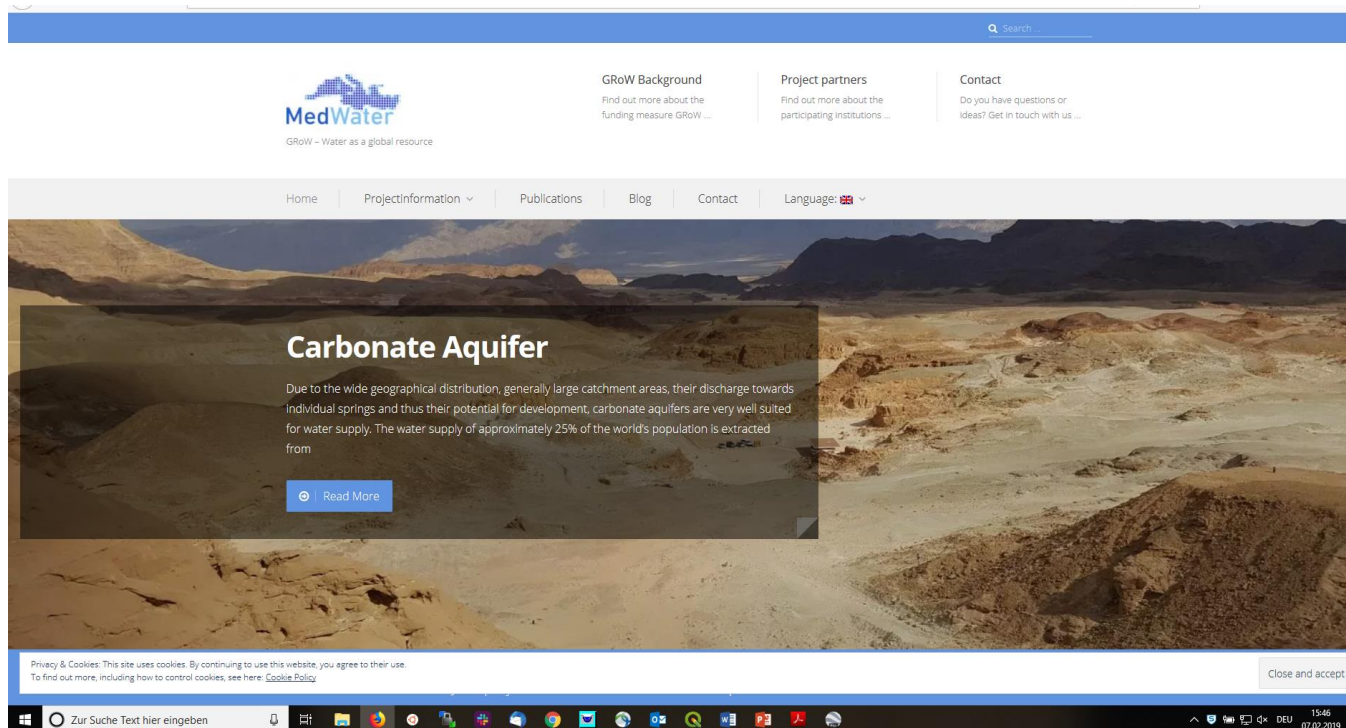 Search ...
MedWater
GRoW – Water as a global resource
GRoW Background
Find out more about the
funding measure GRoW ...
Project partners
Find out more about the
participating institutions ...
Contact
Do you have questions or
ideas? Get in touch with us ...
Home
Projectinformation
Publications
Blog
Contact
Language:
Carbonate Aquifer
Due to the wide geographical distribution, generally large catchment areas, their discharge towards
individual springs and thus their potential for development, carbonate aquifers are very well suited
for water supply. The water supply of approximately 25% of the world's population is extracted
from
Read More
Privacy & Cookies: This site uses cookies. By continuing to use this website, you agree to their use.
To find out more, including how to control cookies, see here: Cookie Policy
Close and accept
Zur Suche Text hier eingeben
DEU
15:46
07.02.2019